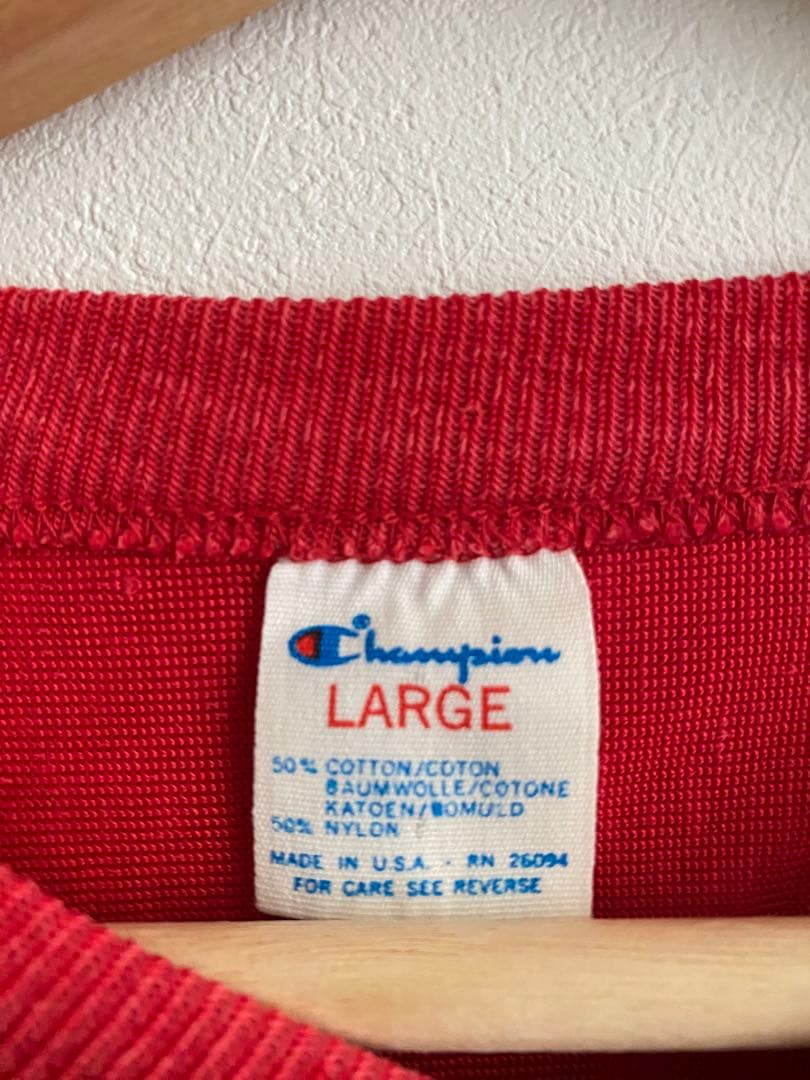 Champion
LARGE
50% COTTON/COTON
BAUMWOLLE/COTONE
KATOEN/BOMULD
50% NYLON
MADE IN U.S.A. - RN 26094
FOR CARE SEE REVERSE